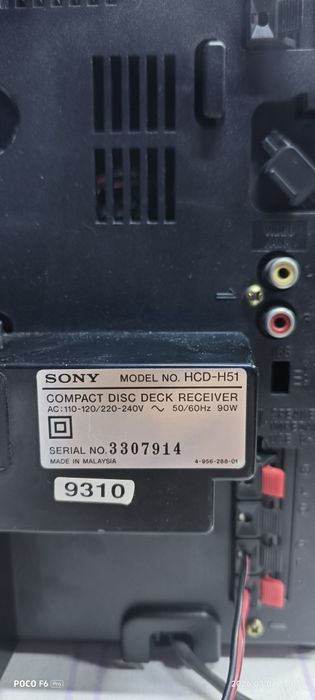 SONY MODEL NO. HCD-H51
COMPACT DISC DECK RECEIVER
AC:110-120/220-240V ~ 50/60Hz 90W
SERIAL NO. 3307914
MADE IN MALAYSIA 4-956-288-01
9310
POCO F6 Pro